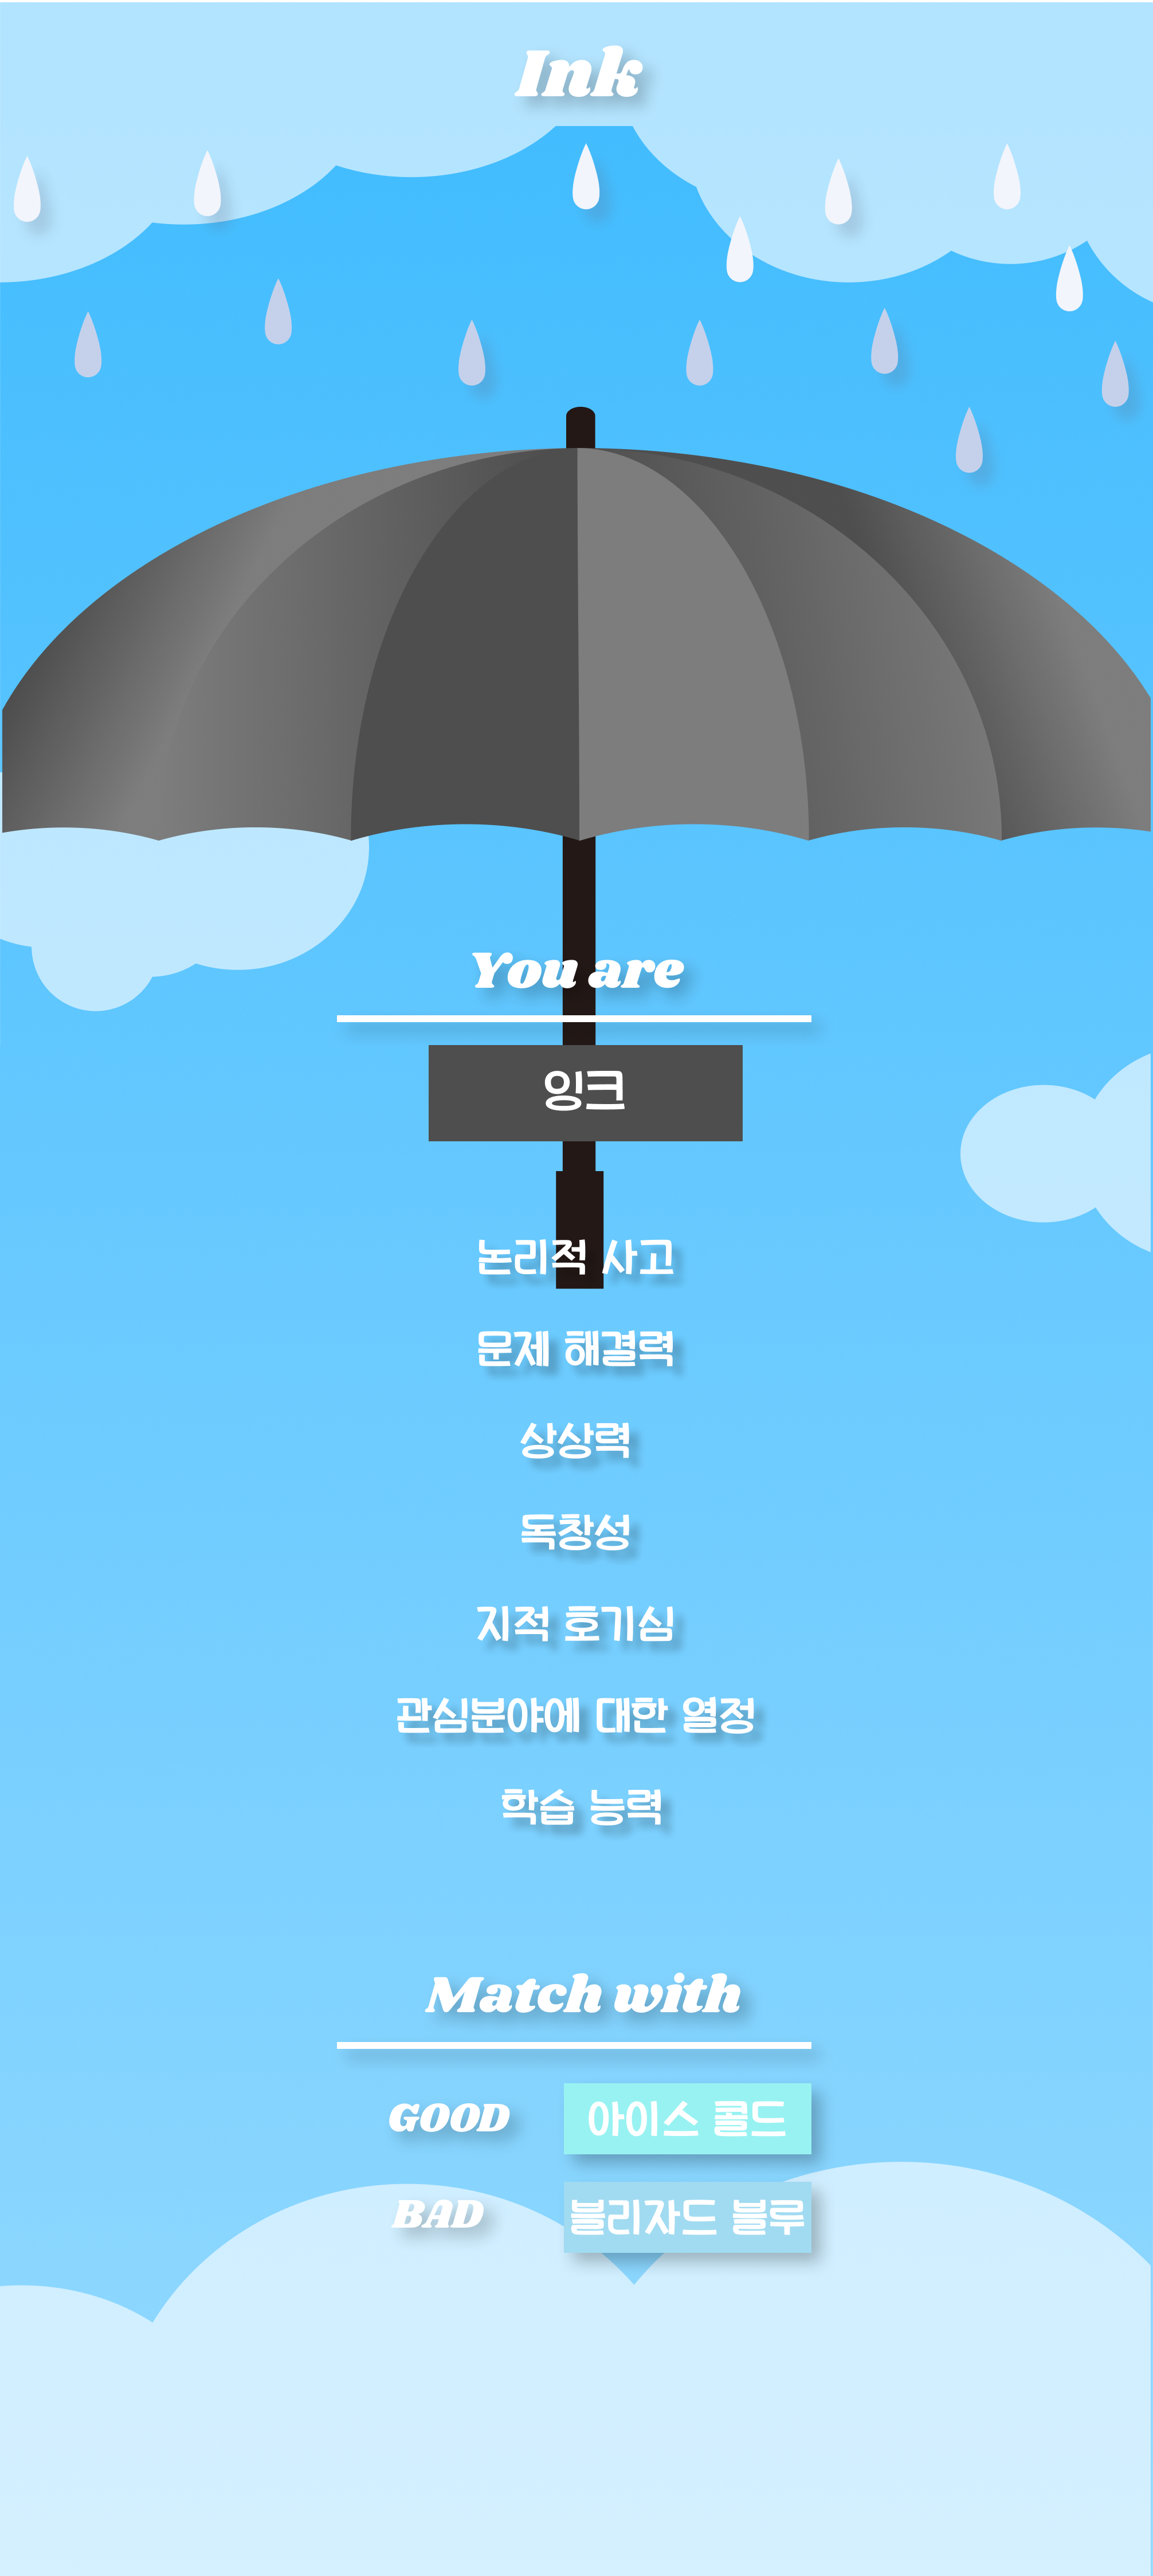 Ink
You are
잉크
논리적 사고
문제 해결력
상상력
독창성
지적 호기심
관심분야에 대한 열정
학습 능력
Match with
GOOD 아이스 콜드
BAD 블리자드 블루